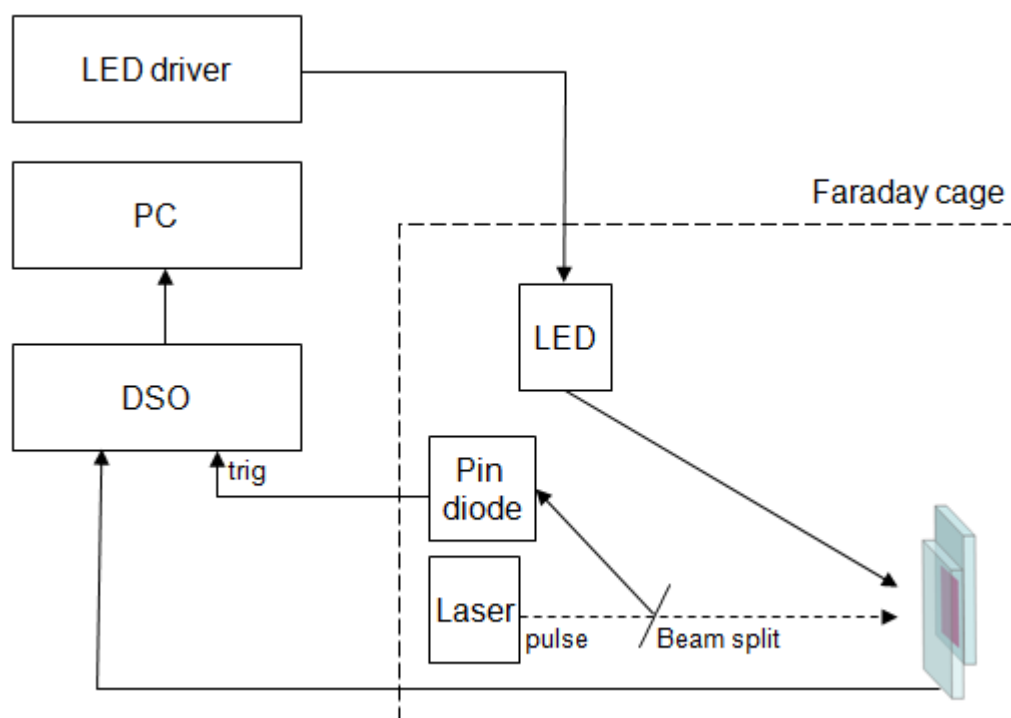 LED driver
PC
Faraday cage
LED
DSO
trig
Pin
diode
Laser
pulse
Beam split